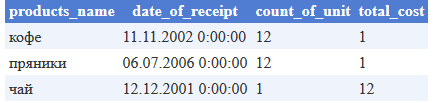 products_name date_of_receipt count_of_unit total_cost
кофе 11.11.2002 0:00:00 12 1
пряники 06.07.2006 0:00:00 12 1
чай 12.12.2001 0:00:00 1 12